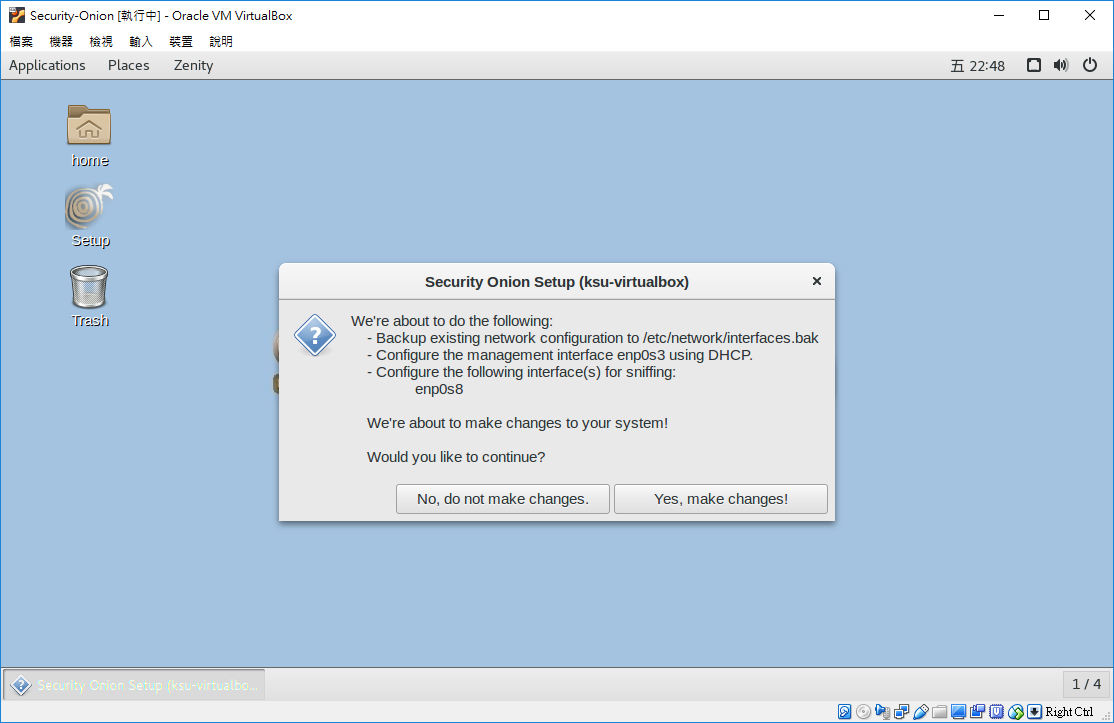 Security-Onion [執行中] - Oracle VM VirtualBox
檔案 機器 檢視 輸入 裝置 說明
Applications Places Zenity 五 22:48
home
Setup
Trash
Security Onion Setup (ksu-virtualbox)
We're about to do the following:
- Backup existing network configuration to /etc/network/interfaces.bak
- Configure the management interface enp0s3 using DHCP.
- Configure the following interface(s) for sniffing:
enp0s8
We're about to make changes to your system!
Would you like to continue?
No, do not make changes. Yes, make changes!
Security Onion Setup (ksu-virtualbo... 1 / 4
Right Ctrl